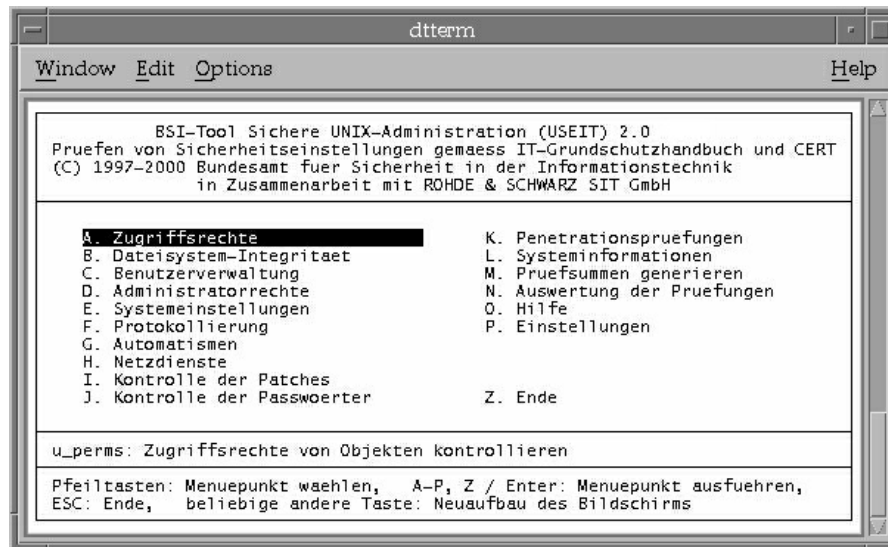 dtterm
Window Edit Options Help
BSI-Tool Sichere UNIX-Administration (USEIT) 2.0
Pruefen von Sicherheitseinstellungen gemaess IT-Grundschutzhandbuch und CERT
(C) 1997-2000 Bundesamt fuer Sicherheit in der Informationstechnik
in Zusammenarbeit mit ROHDE & SCHWARZ SIT GmbH
A. Zugriffsrechte
B. Dateisystem-Integritaet
C. Benutzerverwaltung
D. Administratorrechte
E. Systemeinstellungen
F. Protokollierung
G. Automatismen
H. Netzdienste
I. Kontrolle der Patches
J. Kontrolle der Passwoerter
K. Penetrationspruefungen
L. Systeminformationen
M. Pruefsummen generieren
N. Auswertung der Pruefungen
O. Hilfe
P. Einstellungen
Z. Ende
u_perms: Zugriffsrechte von Objekten kontrollieren
Pfeiltasten: Menuepunkt waehlen, A-P, Z / Enter: Menuepunkt ausfuehren,
ESC: Ende, beliebige andere Taste: Neuaufbau des Bildschirms